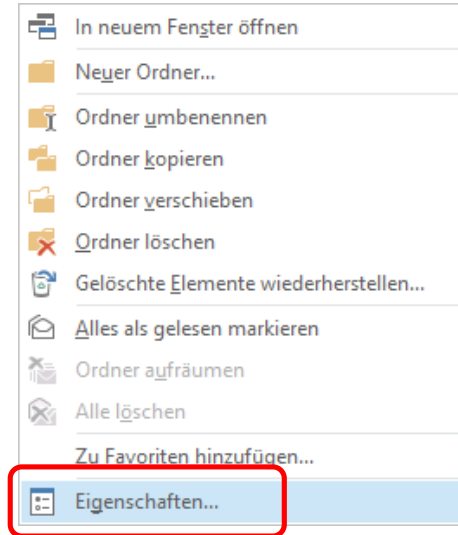 In neuem Fenster öffnen
Neuer Ordner...
Ordner umbenennen
Ordner kopieren
Ordner verschieben
Ordner löschen
Gelöschte Elemente wiederherstellen...
Alles als gelesen markieren
Ordner aufräumen
Alle löschen
Zu Favoriten hinzufügen...
Eigenschaften...